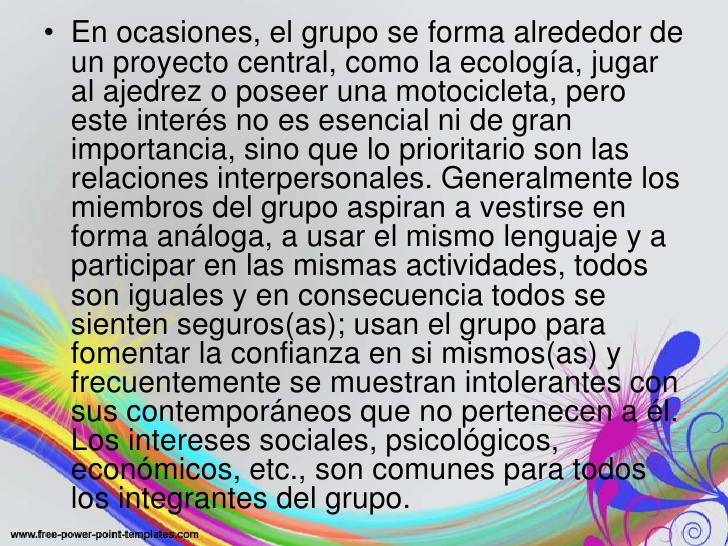 • En ocasiones, el grupo se forma alrededor de
un proyecto central, como la ecología, jugar
al ajedrez o poseer una motocicleta, pero
este interés no es esencial ni de gran
importancia, sino que lo prioritario son las
relaciones interpersonales. Generalmente los
miembros del grupo aspiran a vestirse en
forma análoga, a usar el mismo lenguaje y a
participar en las mismas actividades, todos
son iguales y en consecuencia todos se
sienten seguros(as); usan el grupo para
fomentar la confianza en si mismos(as) y
frecuentemente se muestran intolerantes con
sus contemporáneos que no pertenecen a él.
Los intereses sociales, psicológicos,
económicos, etc., son comunes para todos
los integrantes del grupo.
www.free-power-point-templates.com